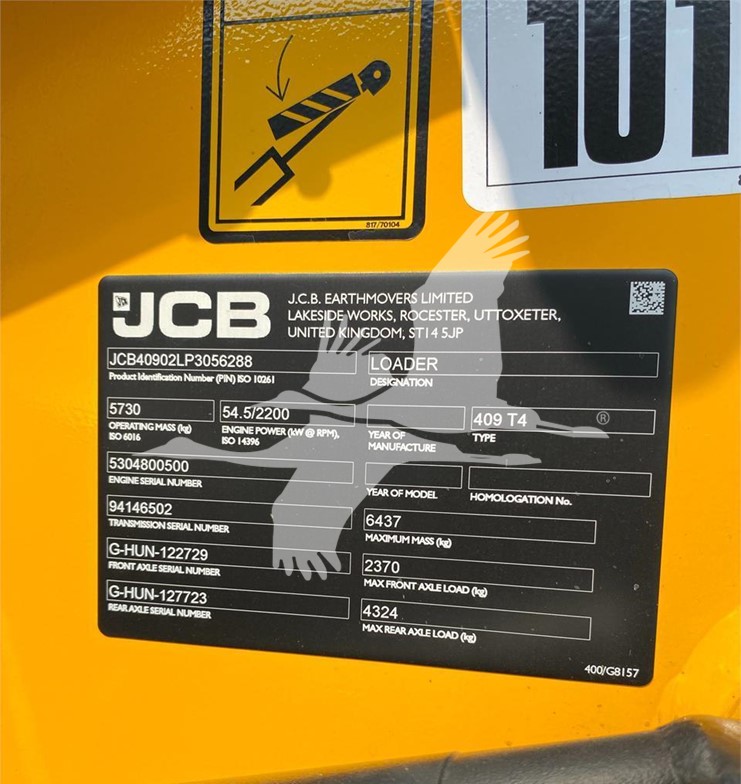 817/70104
101
JCB
J.C.B. EARTHMOVERS LIMITED
LAKESIDE WORKS, ROCESTER, UTTOXETER,
UNITED KINGDOM, ST14 5JP
JCB40902LP3056288
Product Identification Number (PIN) ISO 10261
LOADER
DESIGNATION
5730
OPERATING MASS (kg)
ISO 6016
54.5/2200
ENGINE POWER (kW @ RPM),
ISO 14396
YEAR OF
MANUFACTURE
409 T4
TYPE
®
5304800500
ENGINE SERIAL NUMBER
YEAR OF MODEL
HOMOLOGATION No.
94146502
TRANSMISSION SERIAL NUMBER
6437
MAXIMUM MASS (kg)
G-HUN-122729
FRONT AXLE SERIAL NUMBER
2370
MAX FRONT AXLE LOAD (kg)
G-HUN-127723
REAR AXLE SERIAL NUMBER
4324
MAX REAR AXLE LOAD (kg)
400/G8157